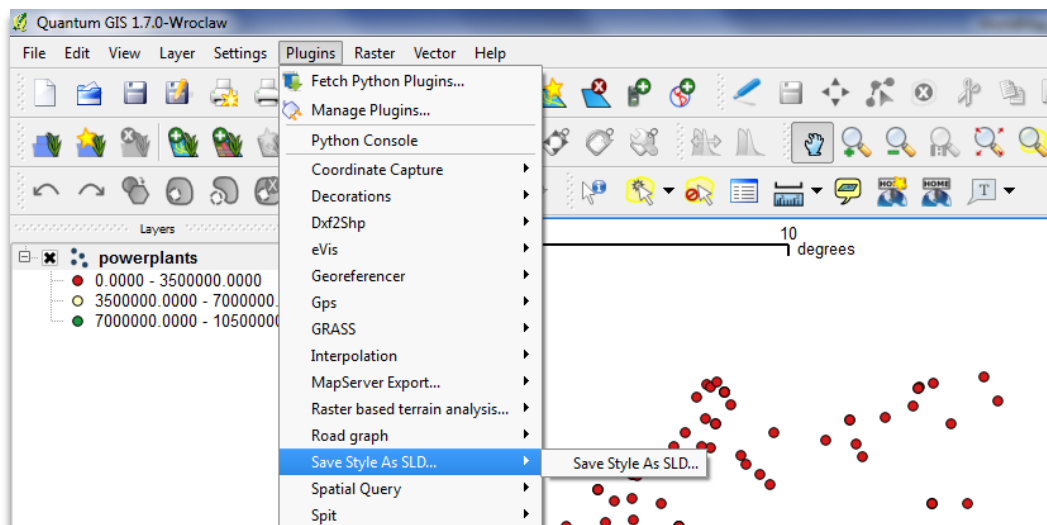 Quantum GIS 1.7.0-Wroclaw
File Edit View Layer Settings Plugins Raster Vector Help
Fetch Python Plugins...
Manage Plugins...
Python Console
Coordinate Capture
Decorations
Dxf2Shp
eVis
Georeferencer
Gps
GRASS
Interpolation
MapServer Export...
Raster based terrain analysis...
Road graph
Save Style As SLD...
Save Style As SLD...
Spatial Query
Spit
HOME
HOME
T
Layers
powerplants
0.0000 - 3500000.0000
3500000.0000 - 7000000.
7000000.0000 - 1050000
10
degrees